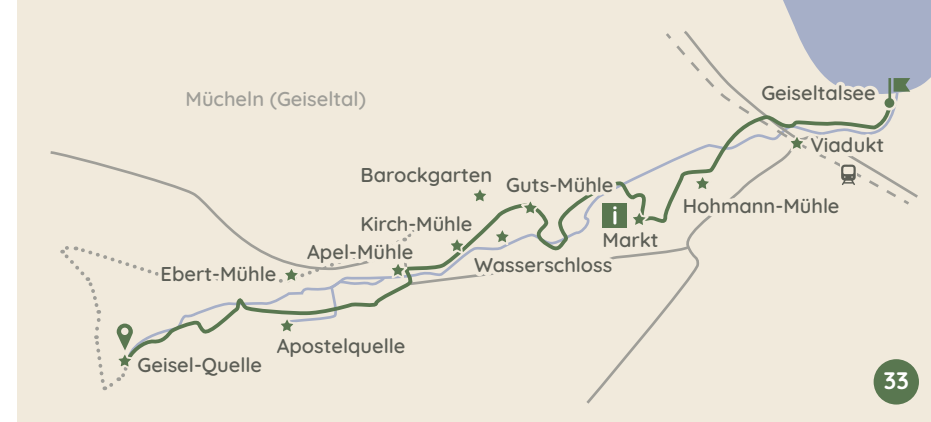 Geiseltalsee
Mücheln (Geiseltal)
Viadukt
Barockgarten
Guts-Mühle
Hohmann-Mühle
i
Kirch-Mühle
Markt
Apel-Mühle
Wasserschloss
Ebert-Mühle
Apostelquelle
Geisel-Quelle
33